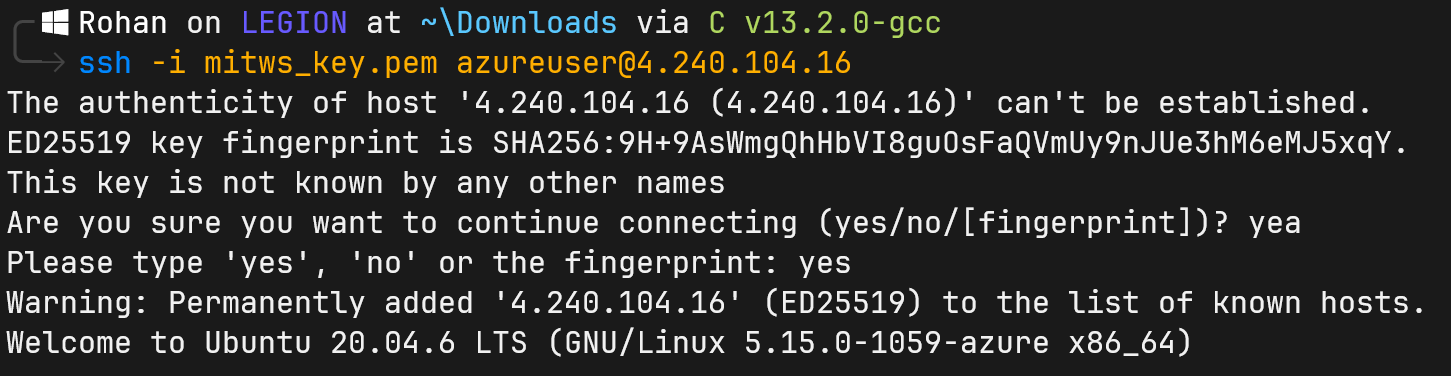 Rohan on LEGION at ~\Downloads via C v13.2.0-gcc
ssh -i mitws_key.pem azureuser@4.240.104.16
The authenticity of host '4.240.104.16 (4.240.104.16)' can't be established.
ED25519 key fingerprint is SHA256:9H+9AsWmgQhHbVI8guOsFaQVmUy9nJUe3hM6eMJ5xqY.
This key is not known by any other names
Are you sure you want to continue connecting (yes/no/[fingerprint])? yea
Please type 'yes', 'no' or the fingerprint: yes
Warning: Permanently added '4.240.104.16' (ED25519) to the list of known hosts.
Welcome to Ubuntu 20.04.6 LTS (GNU/Linux 5.15.0-1059-azure x86_64)